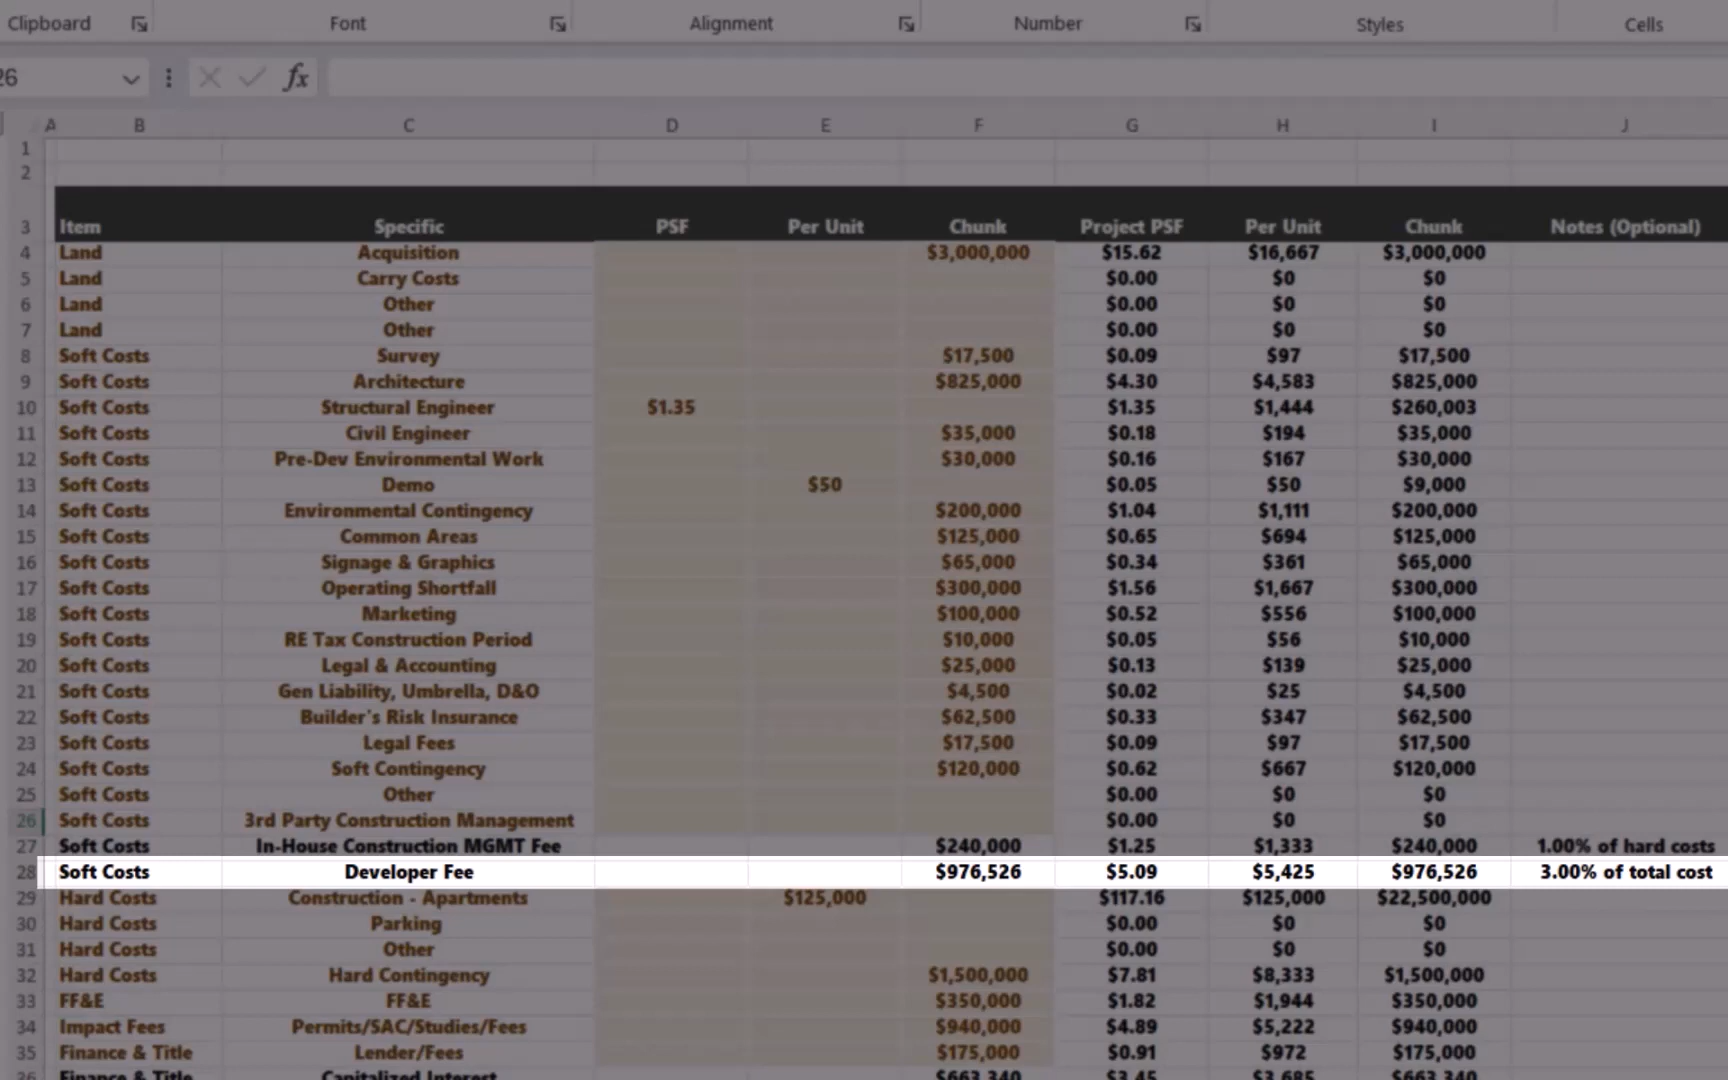 Clipboard Font Alignment Number Styles Cells
26 fx
A B C D E F G H I J
1
2
3 Item Specific PSF Per Unit Chunk Project PSF Per Unit Chunk Notes (Optional)
4 Land Acquisition $3,000,000 $15.62 $16,667 $3,000,000
5 Land Carry Costs $0.00 $0 $0
6 Land Other $0.00 $0 $0
7 Land Other $0.00 $0 $0
8 Soft Costs Survey $17,500 $0.09 $97 $17,500
9 Soft Costs Architecture $825,000 $4.30 $4,583 $825,000
10 Soft Costs Structural Engineer $1.35 $1.35 $1,444 $260,003
11 Soft Costs Civil Engineer $35,000 $0.18 $194 $35,000
12 Soft Costs Pre-Dev Environmental Work $30,000 $0.16 $167 $30,000
13 Soft Costs Demo $50 $0.05 $50 $9,000
14 Soft Costs Environmental Contingency $200,000 $1.04 $1,111 $200,000
15 Soft Costs Common Areas $125,000 $0.65 $694 $125,000
16 Soft Costs Signage & Graphics $65,000 $0.34 $361 $65,000
17 Soft Costs Operating Shortfall $300,000 $1.56 $1,667 $300,000
18 Soft Costs Marketing $100,000 $0.52 $556 $100,000
19 Soft Costs RE Tax Construction Period $10,000 $0.05 $56 $10,000
20 Soft Costs Legal & Accounting $25,000 $0.13 $139 $25,000
21 Soft Costs Gen Liability, Umbrella, D&O $4,500 $0.02 $25 $4,500
22 Soft Costs Builder's Risk Insurance $62,500 $0.33 $347 $62,500
23 Soft Costs Legal Fees $17,500 $0.09 $97 $17,500
24 Soft Costs Soft Contingency $120,000 $0.62 $667 $120,000
25 Soft Costs Other $0.00 $0 $0
26 Soft Costs 3rd Party Construction Management $0.00 $0 $0
27 Soft Costs In-House Construction MGMT Fee $240,000 $1.25 $1,333 $240,000 1.00% of hard costs
28 Soft Costs Developer Fee $976,526 $5.09 $5,425 $976,526 3.00% of total cost
29 Hard Costs Construction - Apartments $125,000 $117.16 $125,000 $22,500,000
30 Hard Costs Parking $0.00 $0 $0
31 Hard Costs Other $0.00 $0 $0
32 Hard Costs Hard Contingency $1,500,000 $7.81 $8,333 $1,500,000
33 FF&E FF&E $350,000 $1.82 $1,944 $350,000
34 Impact Fees Permits/SAC/Studies/Fees $940,000 $4.89 $5,222 $940,000
35 Finance & Title Lender/Fees $175,000 $0.91 $972 $175,000
36 Finance & Title Capitalized Interest $663,340 $3.45 $3,685 $663,340